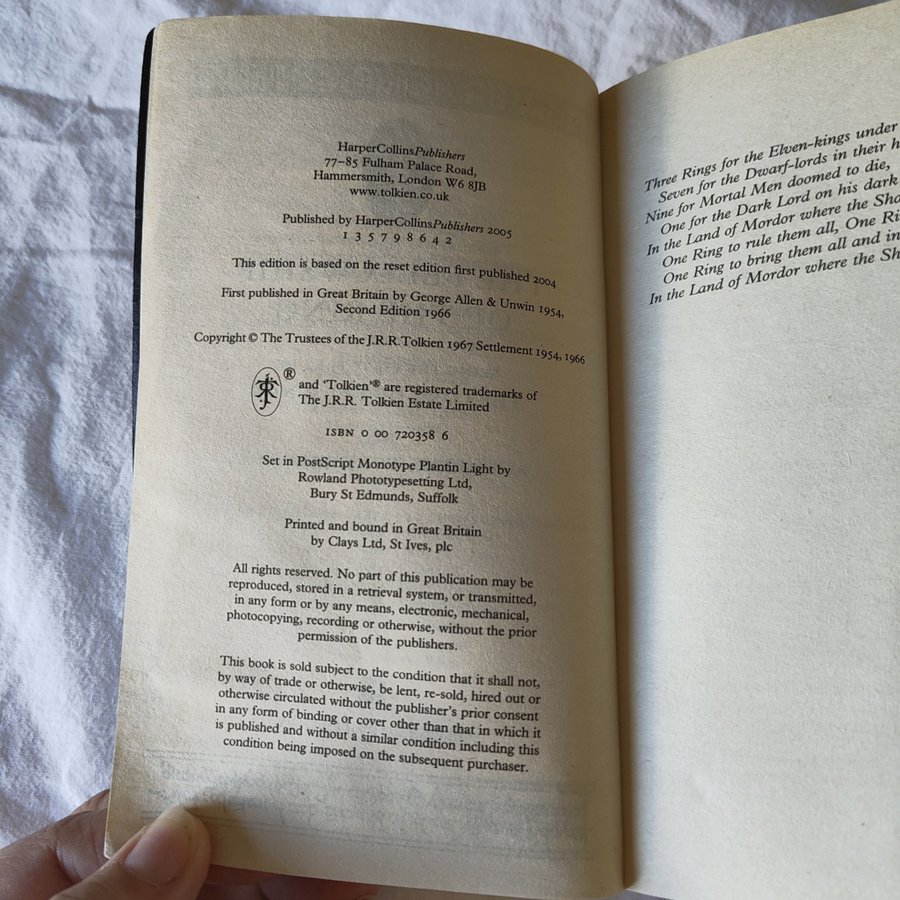 HarperCollinsPublishers
77–85 Fulham Palace Road,
Hammersmith, London W6 8JB
www.tolkien.co.uk
Published by HarperCollinsPublishers 2005
1 3 5 7 9 8 6 4 2
This edition is based on the reset edition first published 2004
First published in Great Britain by George Allen & Unwin 1954,
Second Edition 1966
Copyright © The Trustees of the J.R.R. Tolkien 1967 Settlement 1954, 1966
® and ‘Tolkien’® are registered trademarks of
The J.R.R. Tolkien Estate Limited
ISBN 0 00 720358 6
Set in PostScript Monotype Plantin Light by
Rowland Phototypesetting Ltd,
Bury St Edmunds, Suffolk
Printed and bound in Great Britain
by Clays Ltd, St Ives, plc
All rights reserved. No part of this publication may be
reproduced, stored in a retrieval system, or transmitted,
in any form or by any means, electronic, mechanical,
photocopying, recording or otherwise, without the prior
permission of the publishers.
This book is sold subject to the condition that it shall not,
by way of trade or otherwise, be lent, re-sold, hired out or
otherwise circulated without the publisher’s prior consent
in any form of binding or cover other than that in which it
is published and without a similar condition including this
condition being imposed on the subsequent purchaser.
Three Rings for the Elven-kings under
Seven for the Dwarf-lords in their
Nine for Mortal Men doomed to die,
One for the Dark Lord on his dark
In the Land of Mordor where the
One Ring to rule them all, One
One Ring to bring them all and in
In the Land of Mordor where the